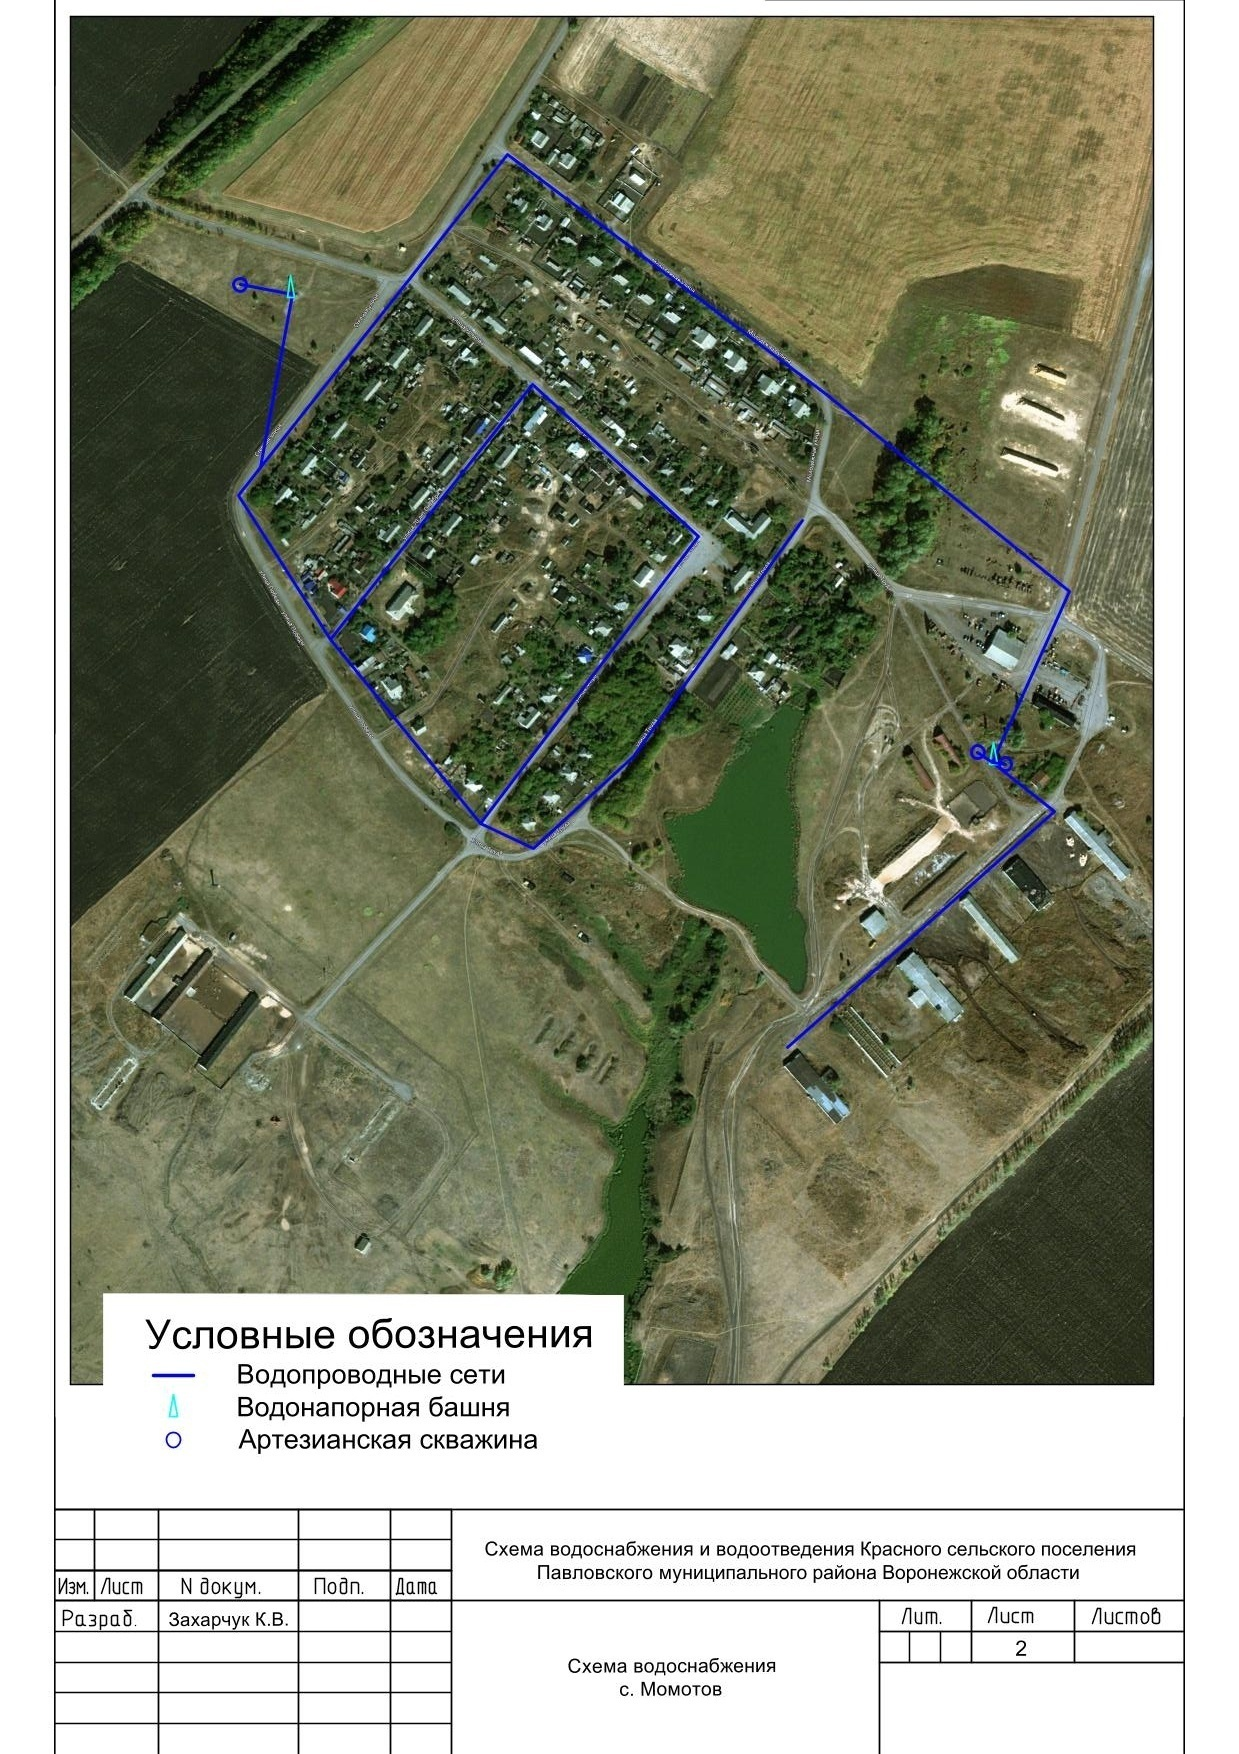 Условные обозначения
Водопроводные сети
Водонапорная башня
Артезианская скважина
Схема водоснабжения и водоотведения Красного сельского поселения
Павловского муниципального района Воронежской области
Изм. Лист N докум. Подп. Дата
Разраб. Захарчук К.В.
Лит. Лист Листов
2
Схема водоснабжения
с. Момотов